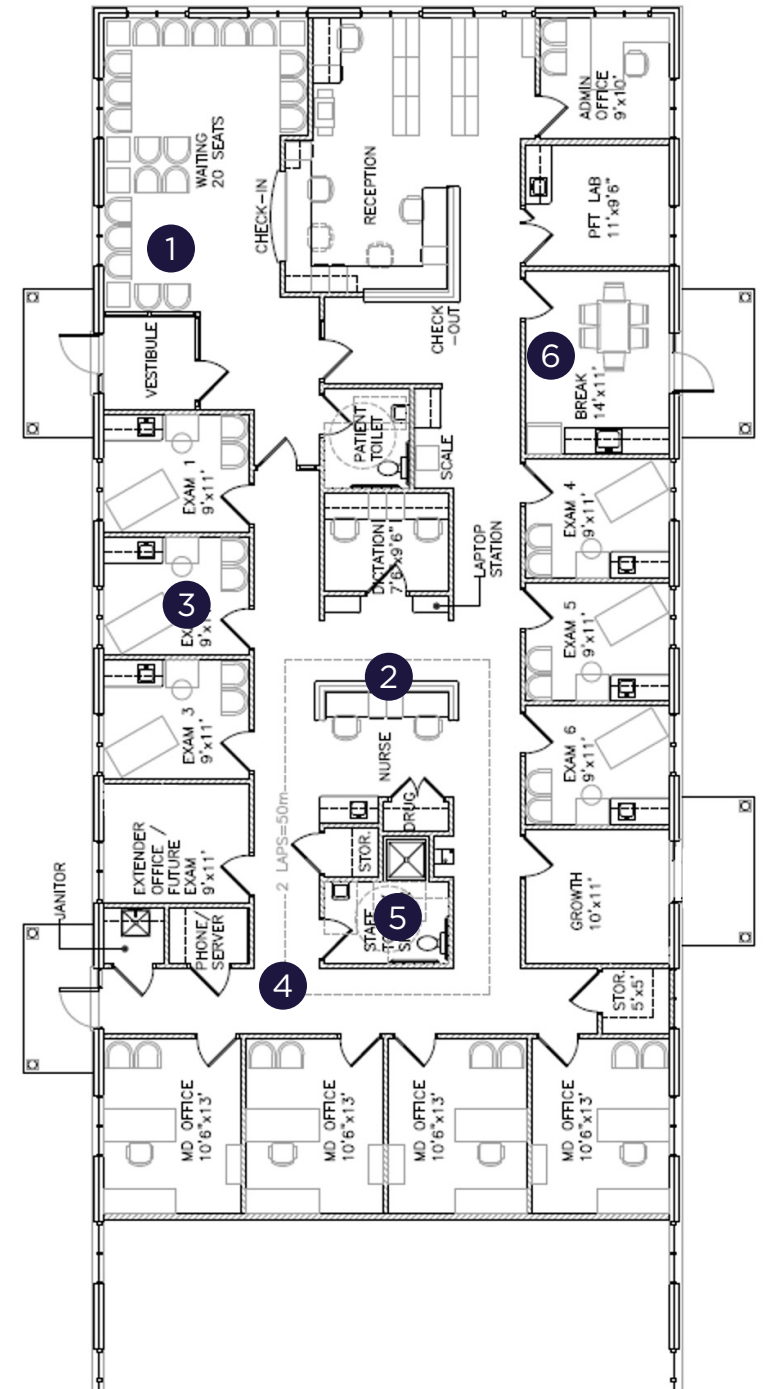 WAITING
20 SEATS
1
CHECK-IN
RECEPTION
ADMIN
OFFICE
9'x10'
PFT LAB
11'x9'6"
VESTIBULE
CHECK
-OUT
6
BREAK
14'x11'
PATIENT
TOILET
SCALE
EXAM 1
9'x11'
EXAM 4
9'x11'
DICTATION
7'6"x9'6"
LAPTOP
STATION
3
9'x11'
EXAM 5
9'x11'
2
NURSE
EXAM 3
9'x11'
EXAM 6
9'x11'
2 LAPS=50m
DRUG
STOR.
EXTENDER
OFFICE /
FUTURE
EXAM
9'x11'
JANITOR
PHONE/
SERVER
STAFF
5
GROWTH
10'x11'
4
STOR.
5'x5'
MD OFFICE
10'6"x13'
MD OFFICE
10'6"x13'
MD OFFICE
10'6"x13'
MD OFFICE
10'6"x13'